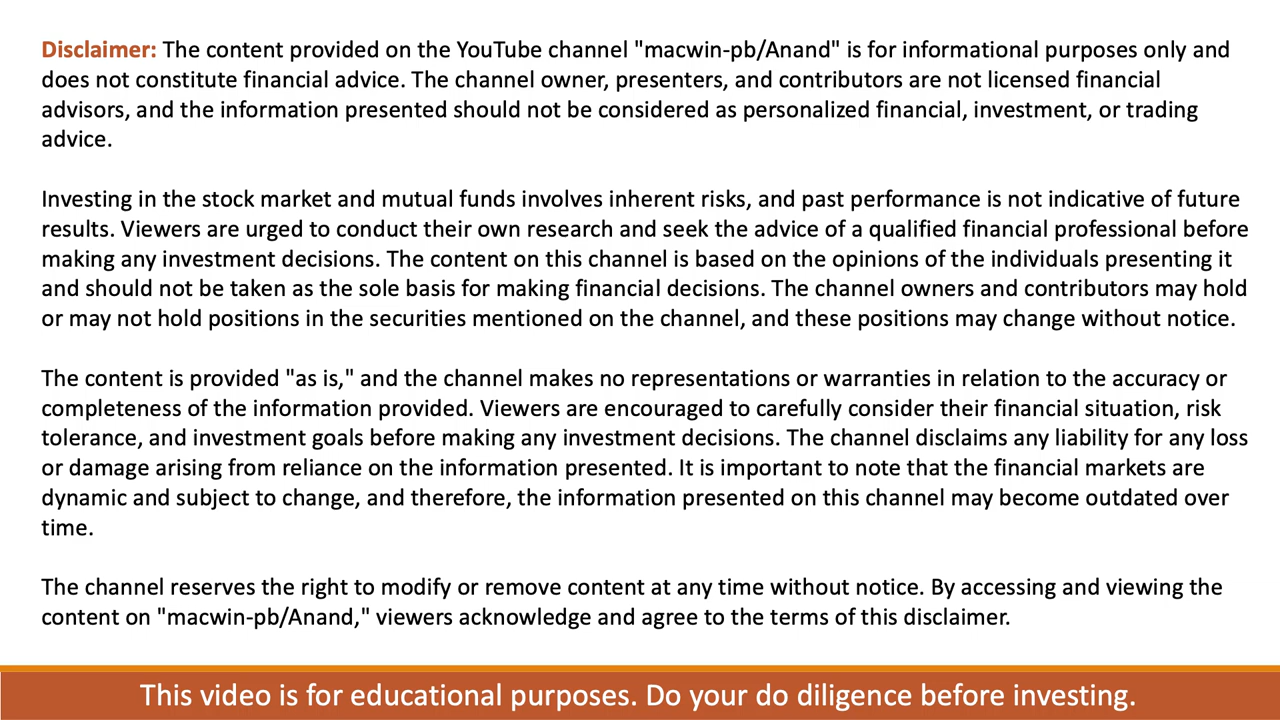 Disclaimer: The content provided on the YouTube channel "macwin-pb/Anand" is for informational purposes only and
does not constitute financial advice. The channel owner, presenters, and contributors are not licensed financial
advisors, and the information presented should not be considered as personalized financial, investment, or trading
advice.
Investing in the stock market and mutual funds involves inherent risks, and past performance is not indicative of future
results. Viewers are urged to conduct their own research and seek the advice of a qualified financial professional before
making any investment decisions. The content on this channel is based on the opinions of the individuals presenting it
and should not be taken as the sole basis for making financial decisions. The channel owners and contributors may hold
or may not hold positions in the securities mentioned on the channel, and these positions may change without notice.
The content is provided "as is," and the channel makes no representations or warranties in relation to the accuracy or
completeness of the information provided. Viewers are encouraged to carefully consider their financial situation, risk
tolerance, and investment goals before making any investment decisions. The channel disclaims any liability for any loss
or damage arising from reliance on the information presented. It is important to note that the financial markets are
dynamic and subject to change, and therefore, the information presented on this channel may become outdated over
time.
The channel reserves the right to modify or remove content at any time without notice. By accessing and viewing the
content on "macwin-pb/Anand," viewers acknowledge and agree to the terms of this disclaimer.
This video is for educational purposes. Do your do diligence before investing.